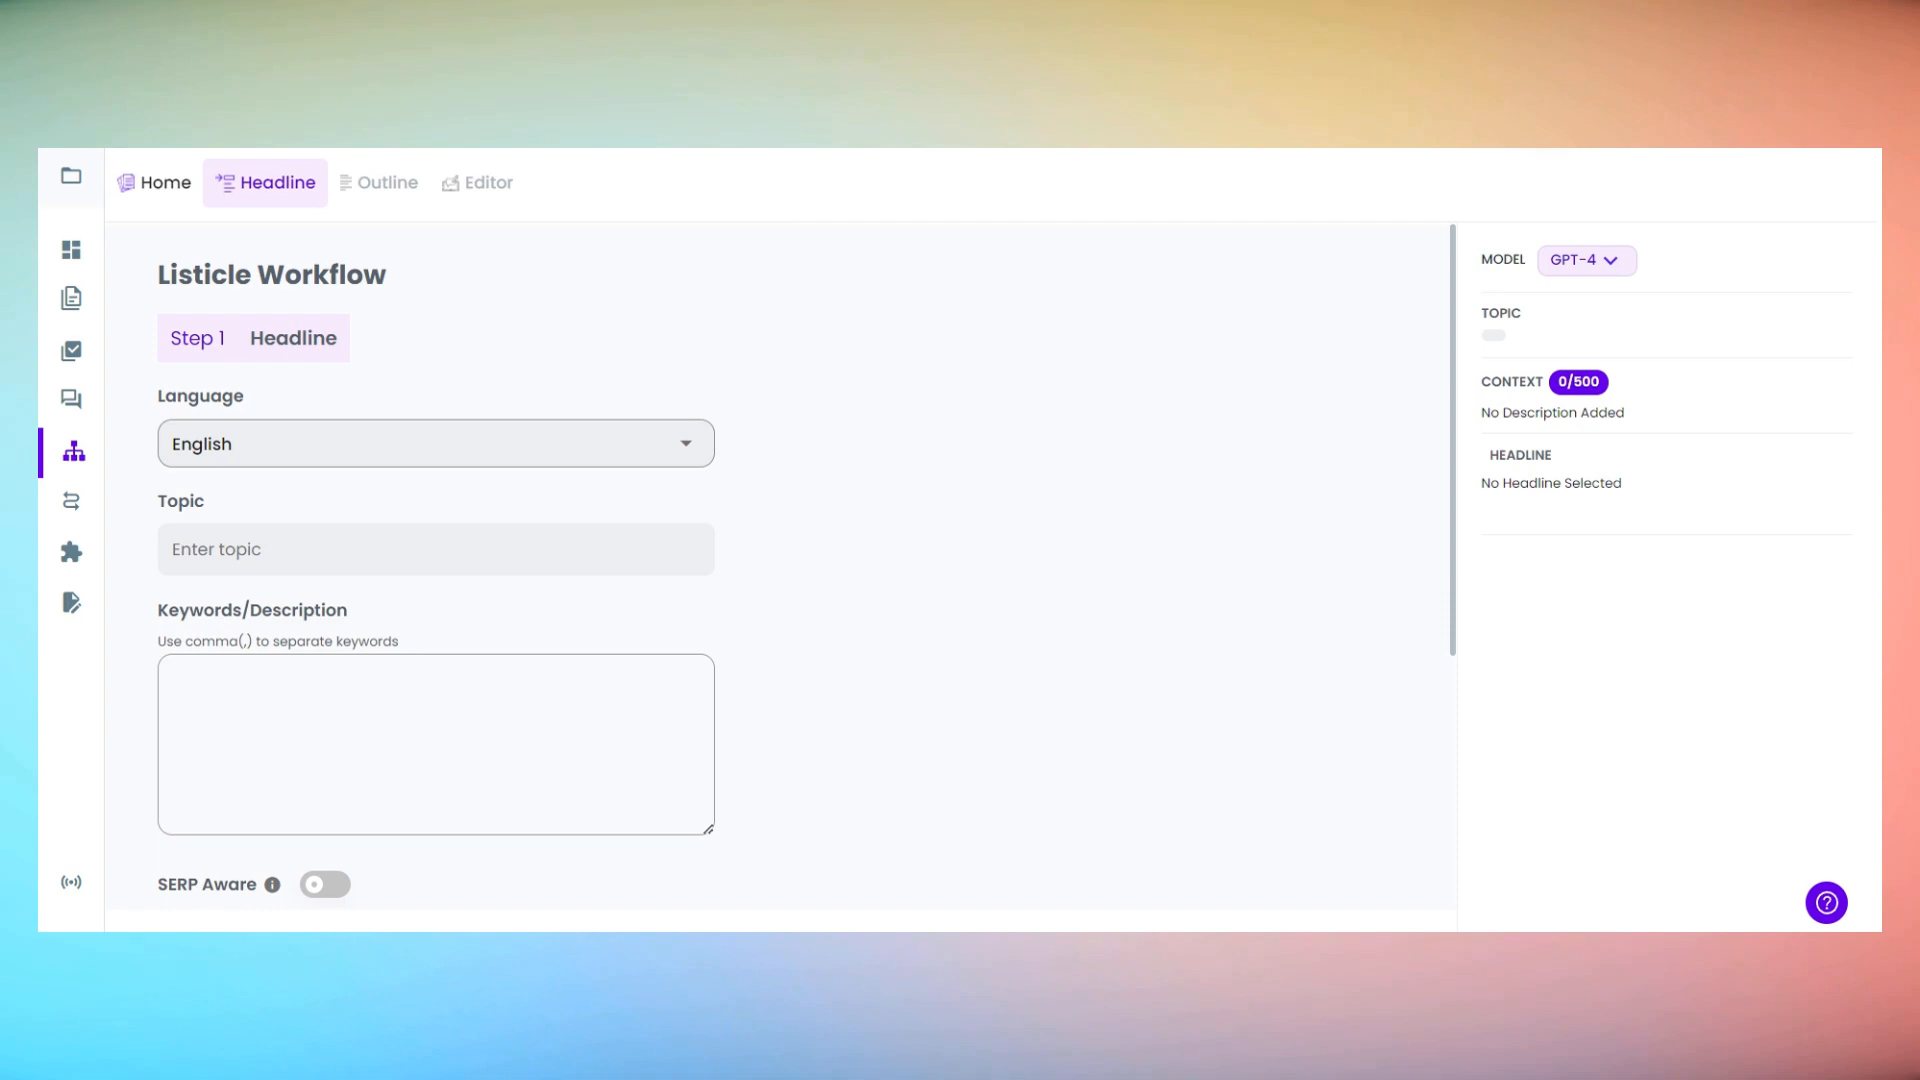 Home Headline Outline Editor
Listicle Workflow
Step 1 Headline
Language
English
Topic
Enter topic
Keywords/Description
Use comma(,) to separate keywords
SERP Aware
MODEL GPT-4
TOPIC
CONTEXT 0/500
No Description Added
HEADLINE
No Headline Selected